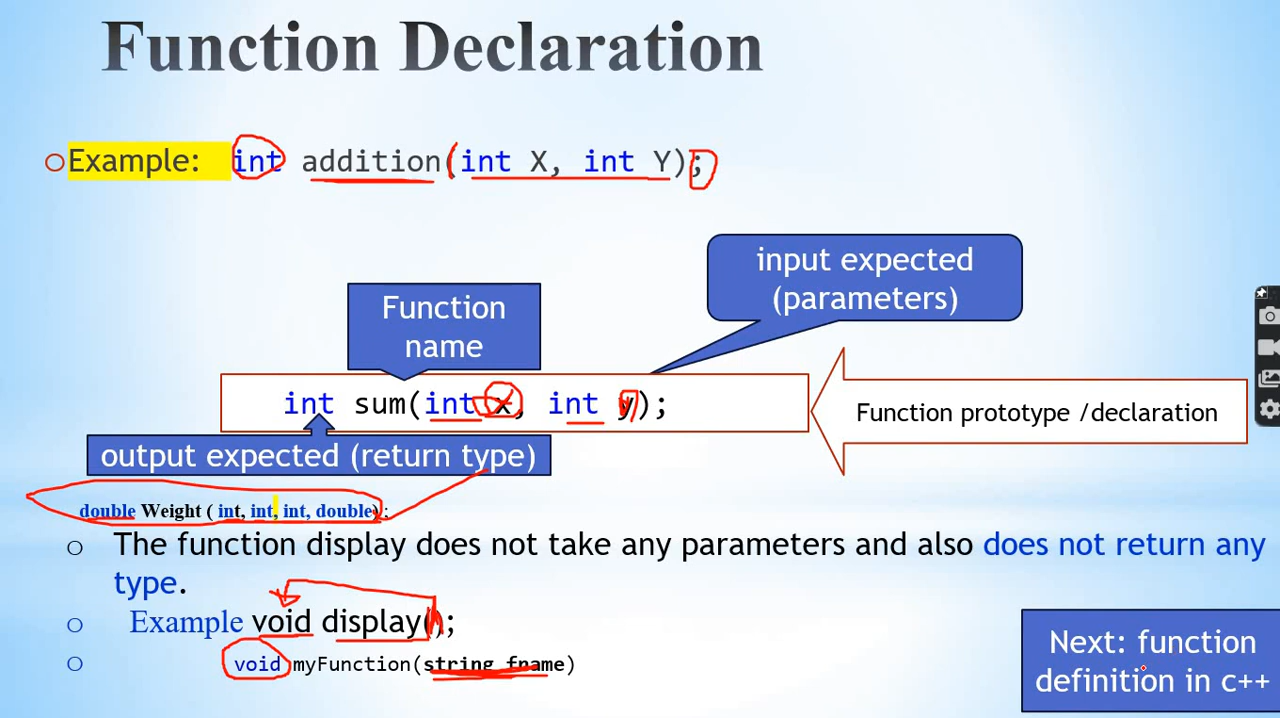 Function Declaration
Example: int addition(int X, int Y);
input expected
(parameters)
Function
name
int sum(int x, int y);
Function prototype /declaration
output expected (return type)
double Weight ( int, int, int, double) ;
The function display does not take any parameters and also does not return any
type.
Example void display();
void myFunction(string fname)
Next: function
definition in c++